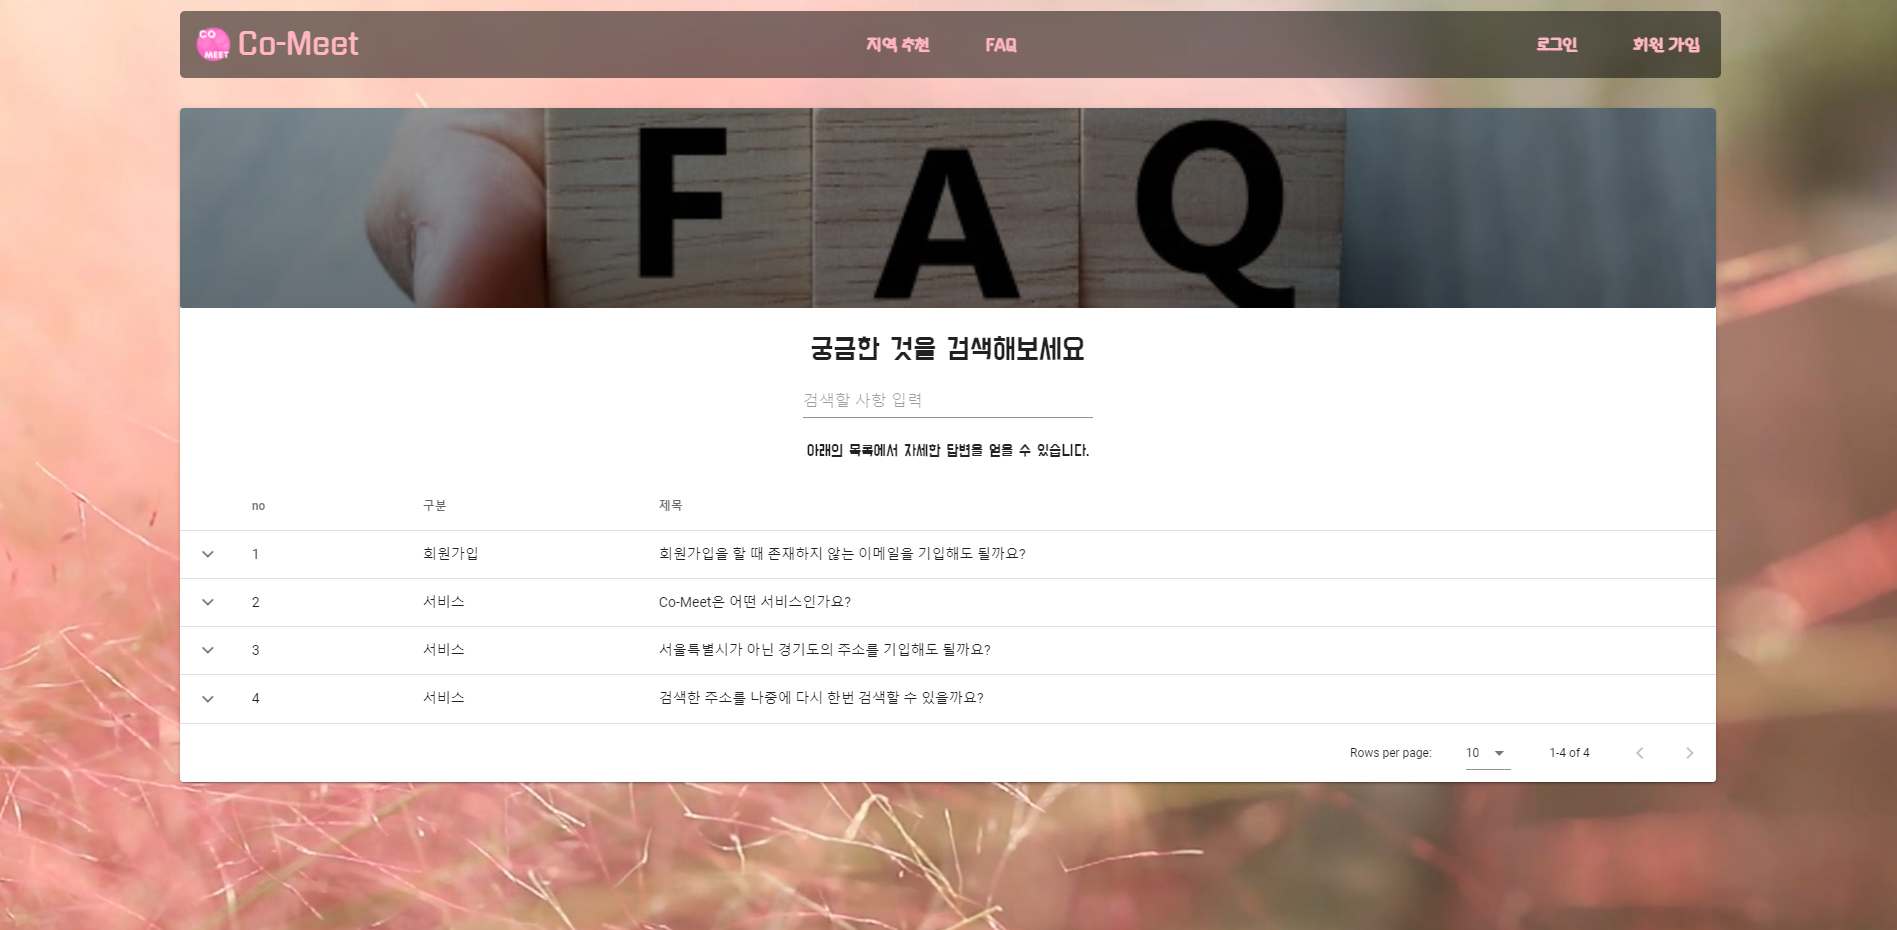 CO MEET Co-Meet 지역 추천 FAQ 로그인 회원 가입
F A Q
궁금한 것을 검색해보세요
검색할 사항 입력
아래의 목록에서 자세한 답변을 얻을 수 있습니다.
no 구분 제목
1 회원가입 회원가입을 할 때 존재하지 않는 이메일을 기입해도 될까요?
2 서비스 Co-Meet은 어떤 서비스인가요?
3 서비스 서울특별시가 아닌 경기도의 주소를 기입해도 될까요?
4 서비스 검색한 주소를 나중에 다시 한번 검색할 수 있을까요?
Rows per page: 10 1-4 of 4